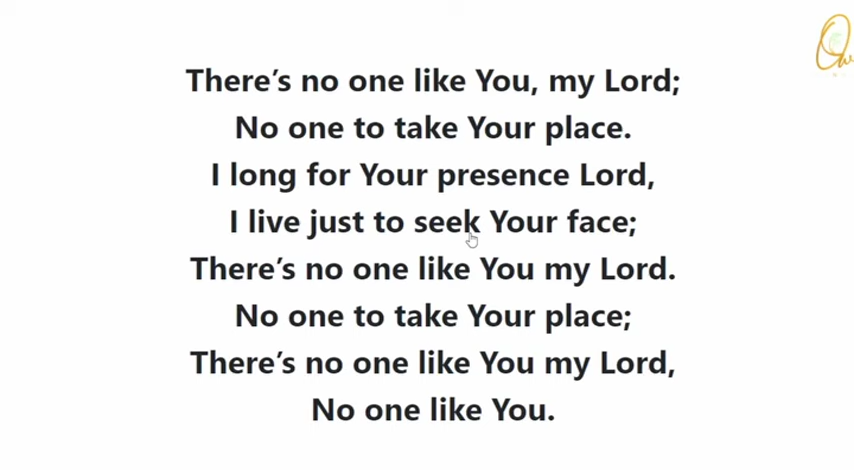 There's no one like You, my Lord;
No one to take Your place.
I long for Your presence Lord,
I live just to seek Your face;
There's no one like You my Lord.
No one to take Your place;
There's no one like You my Lord,
No one like You.